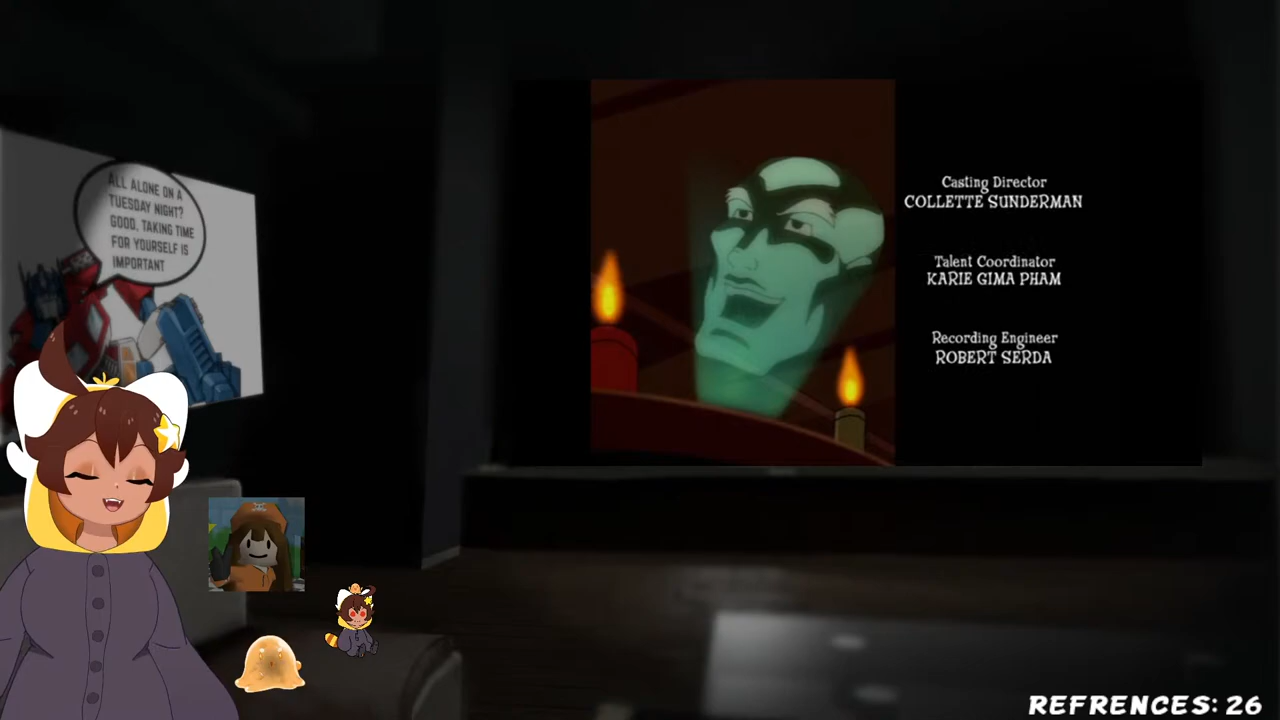 ALL ALONE ON A
TUESDAY NIGHT?
GOOD, TAKING TIME
FOR YOURSELF IS
IMPORTANT
Casting Director
COLLETTE SUNDERMAN
Talent Coordinator
KARIE GIMA PHAM
Recording Engineer
ROBERT SERDA
REFRENCES: 26